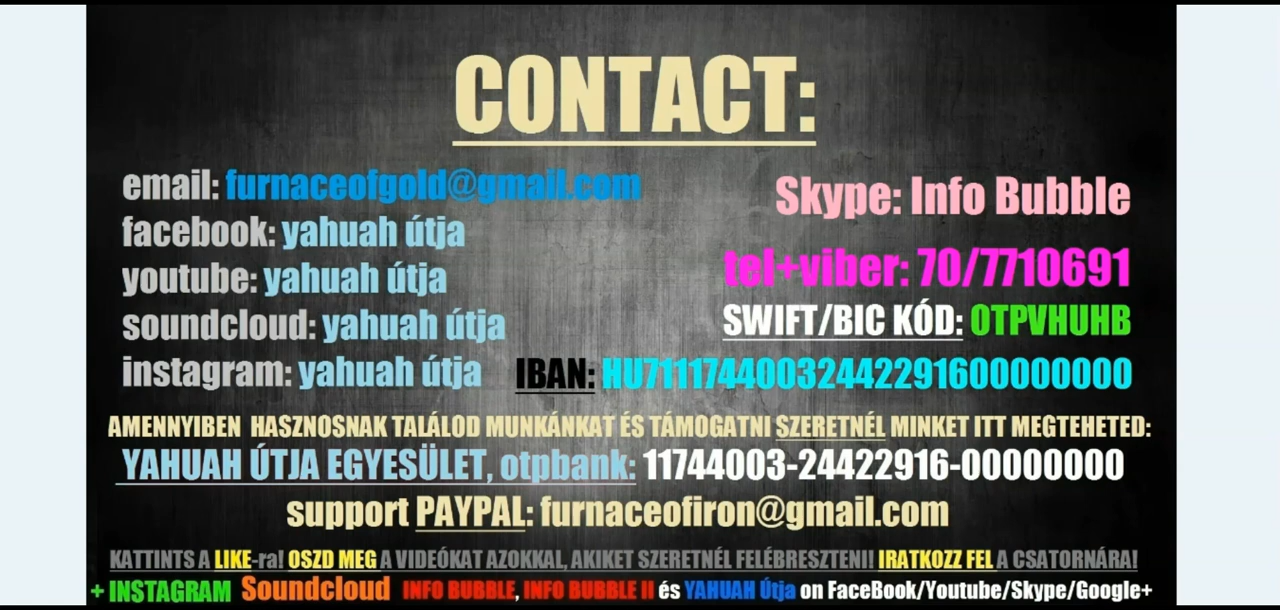 CONTACT:
email: furnaceofgold@gmail.com
facebook: yahuah útja
youtube: yahuah útja
soundcloud: yahuah útja
instagram: yahuah útja
Skype: Info Bubble
tel+viber: 70/7710691
SWIFT/BIC KÓD: OTPVHUHB
IBAN: HU71117440032442291600000000
AMENNYIBEN HASZNOSNAK TALÁLOD MUNKÁNKAT ÉS TÁMOGATNI SZERETNÉL MINKET ITT MEGTEHETED:
YAHUAH ÚTJA EGYESÜLET, otpbank: 11744003-24422916-00000000
support PAYPAL: furnaceofiron@gmail.com
KATTINTS A LIKE-ra! OSZD MEG A VIDEÓKAT AZOKKAL, AKIKET SZERETNÉL FELÉBRESZTENI! IRATKOZZ FEL A CSATORNÁRA!
+ INSTAGRAM Soundcloud INFO BUBBLE, INFO BUBBLE II és YAHUAH Útja on FaceBook/Youtube/Skype/Google+